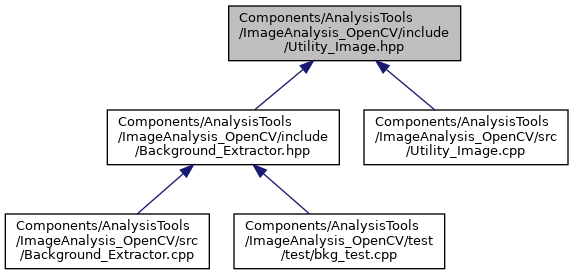 Components/AnalysisTools
/ImageAnalysis_OpenCV/include
/Utility_Image.hpp
Components/AnalysisTools
/ImageAnalysis_OpenCV/include
/Background_Extractor.hpp
Components/AnalysisTools
/ImageAnalysis_OpenCV/src
/Utility_Image.cpp
Components/AnalysisTools
/ImageAnalysis_OpenCV/src
/Background_Extractor.cpp
Components/AnalysisTools
/ImageAnalysis_OpenCV/test
/test/bkg_test.cpp